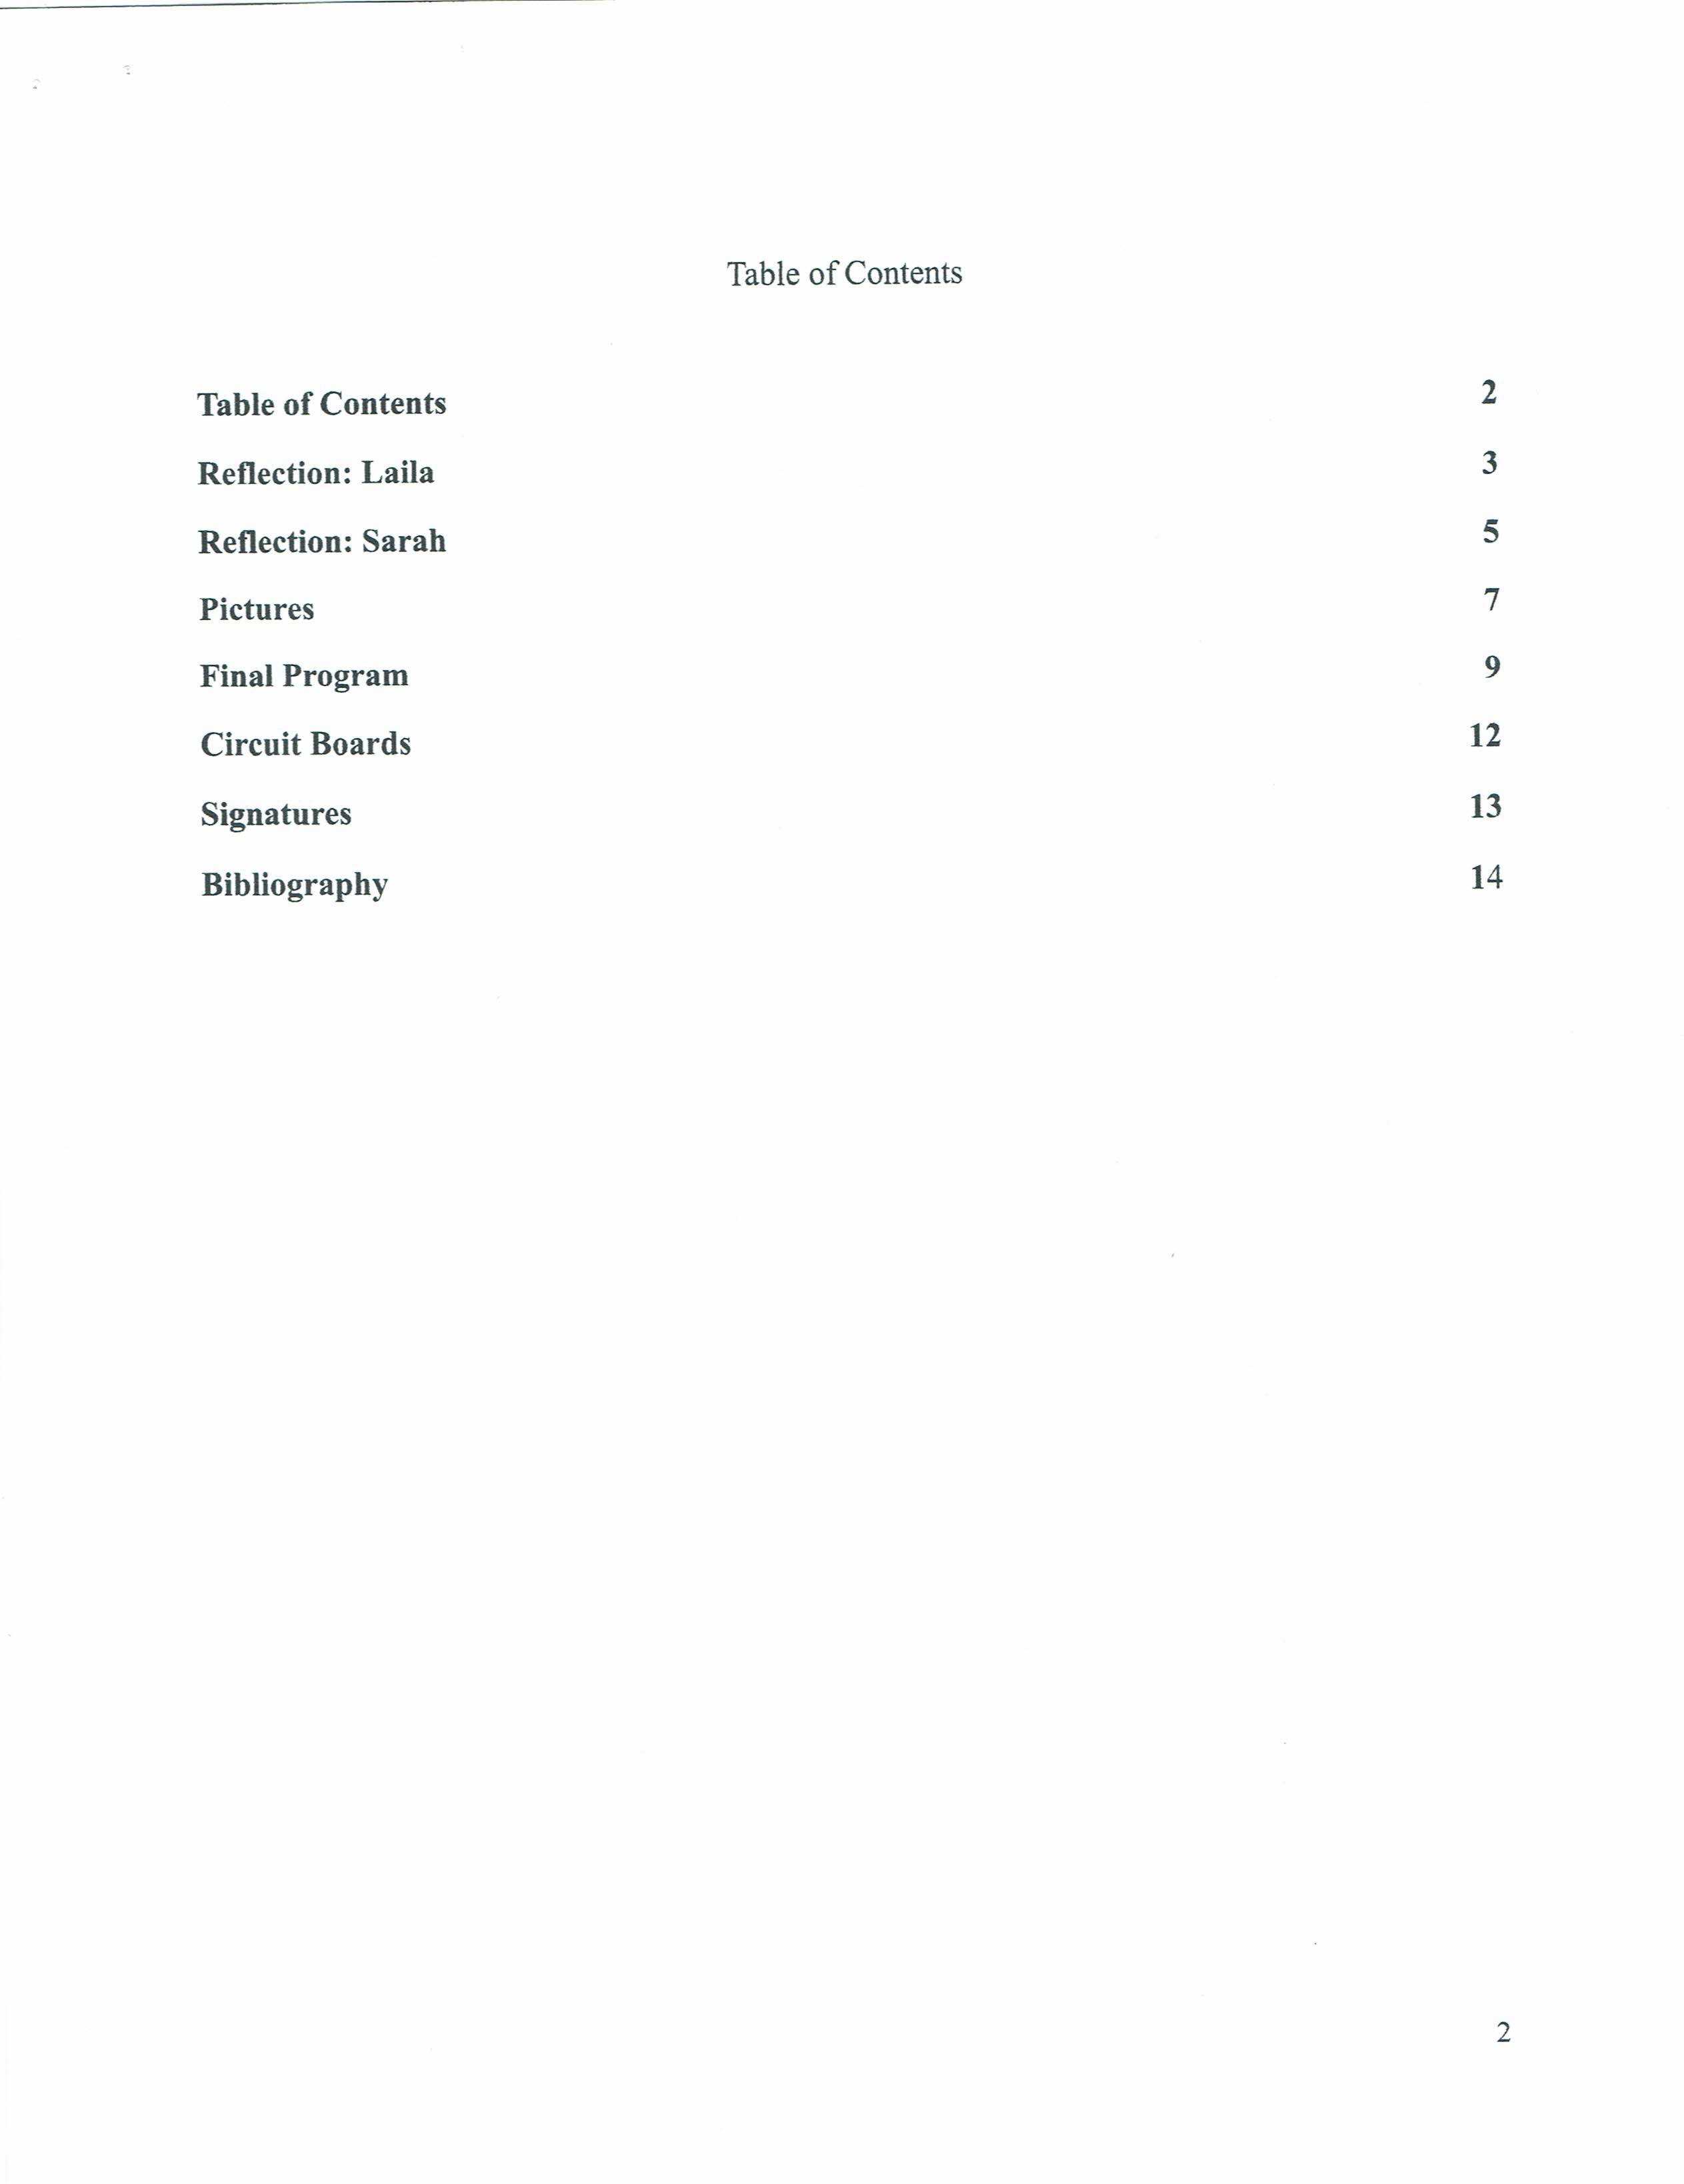 Table of Contents
Table of Contents 2
Reflection: Laila 3
Reflection: Sarah 5
Pictures 7
Final Program 9
Circuit Boards 12
Signatures 13
Bibliography 14
2